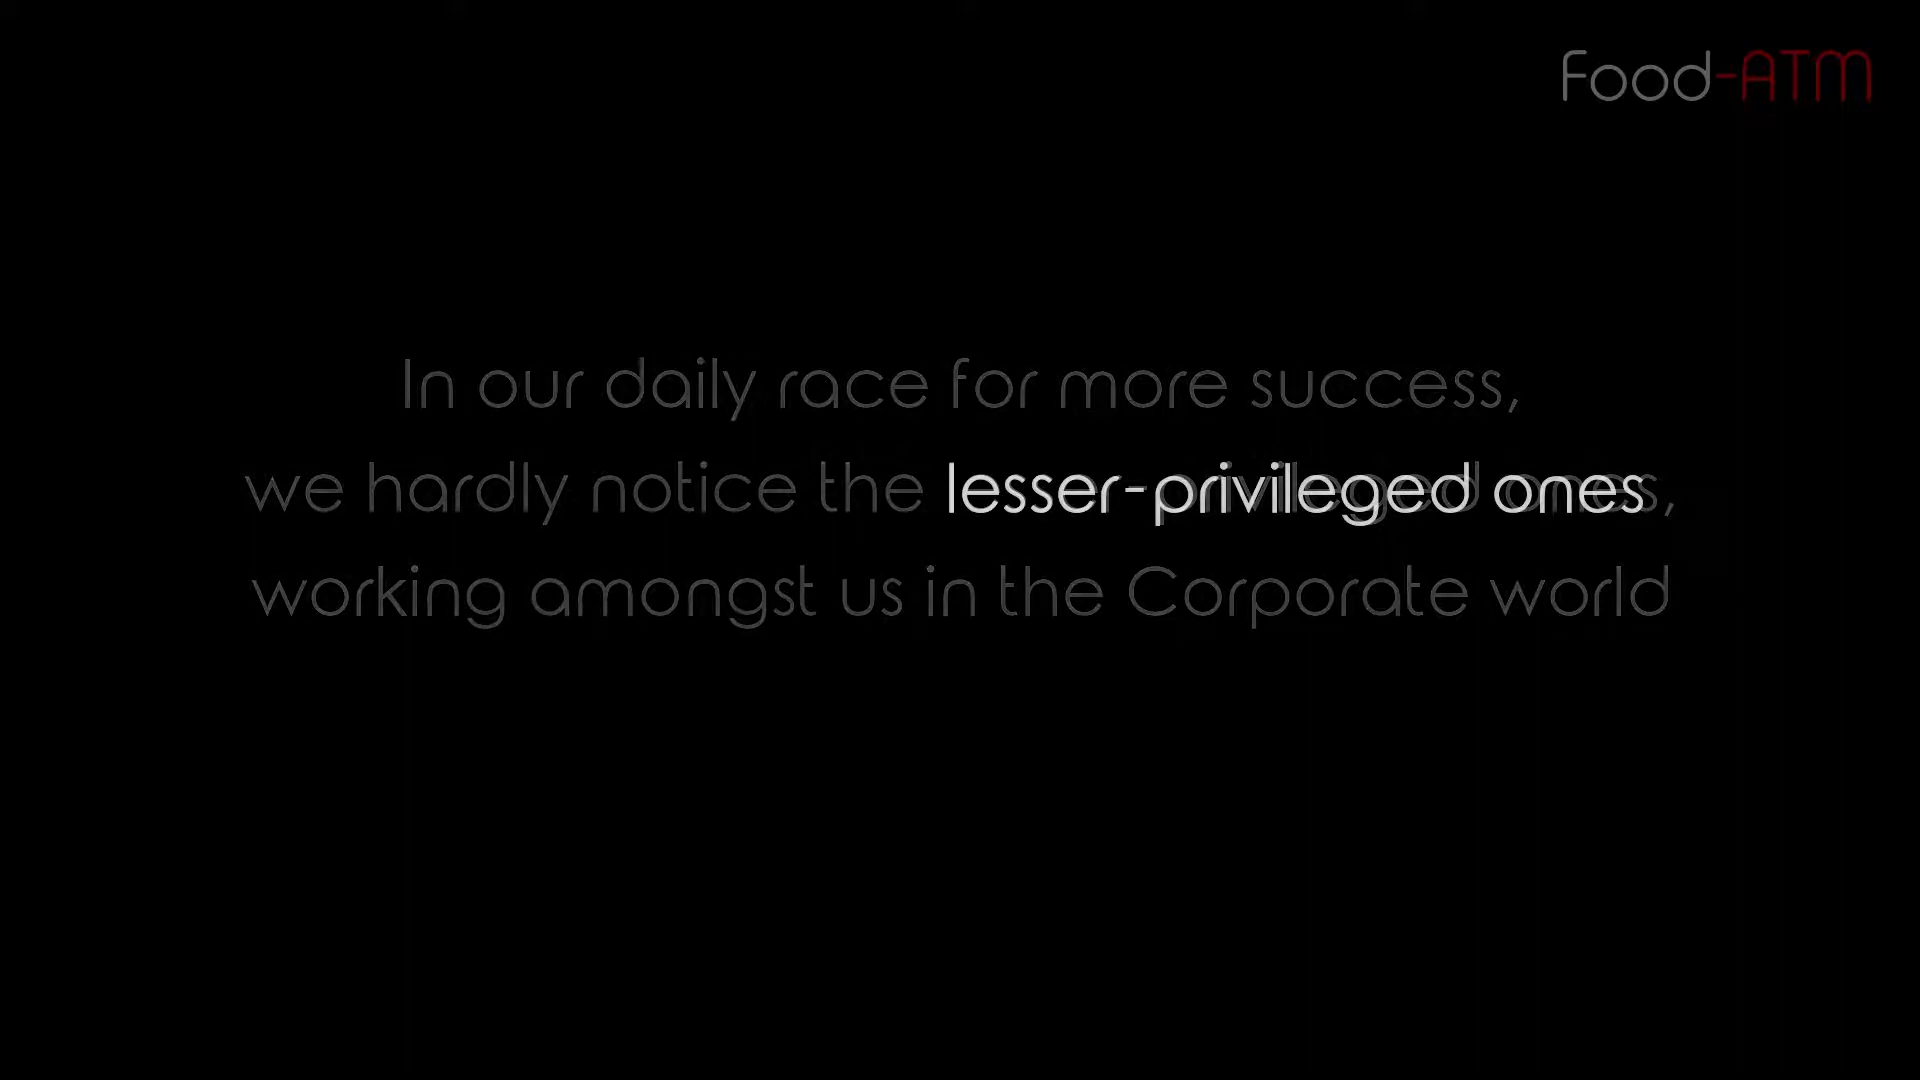 Food-ATM
In our daily race for more success,
we hardly notice the lesser-privileged ones,
working amongst us in the Corporate world